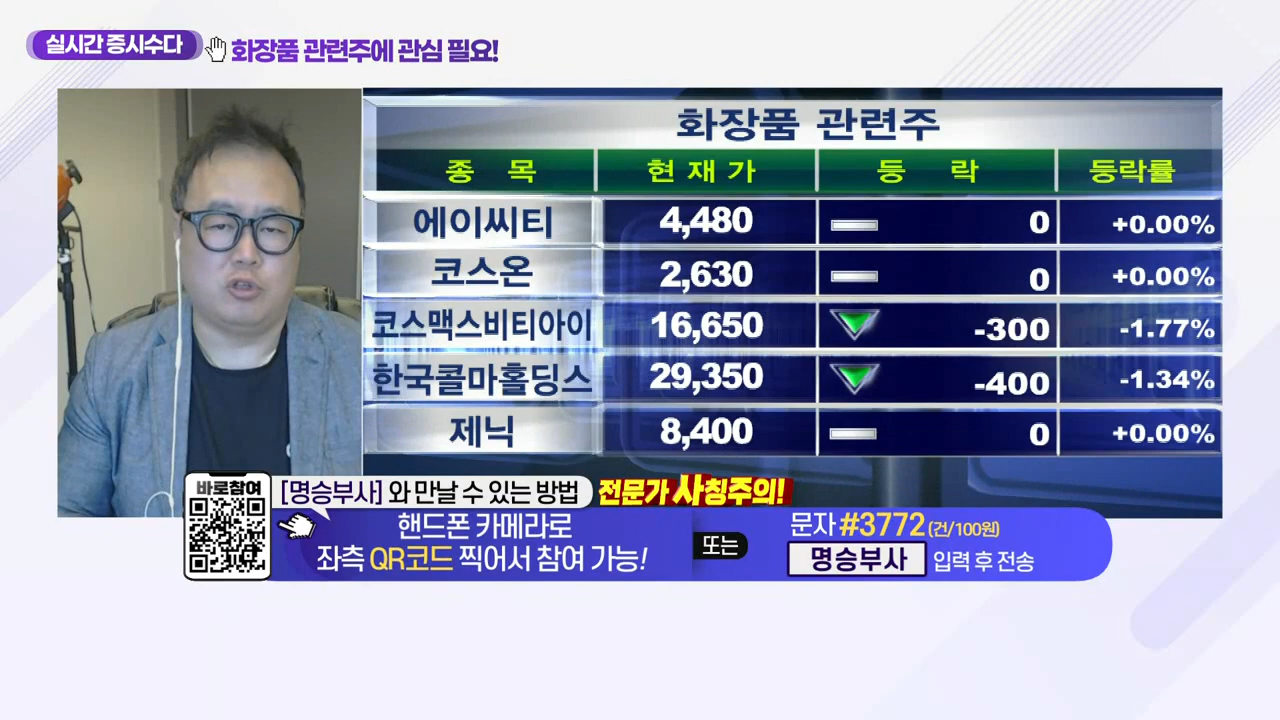 실시간 증시수다
화장품 관련주에 관심 필요!
화장품 관련주
종 목 현 재 가 등 락 등락률
에이씨티 4,480 0 +0.00%
코스온 2,630 0 +0.00%
코스맥스비티아이 16,650 -300 -1.77%
한국콜마홀딩스 29,350 -400 -1.34%
제닉 8,400 0 +0.00%
바로참여
[명승부사] 와 만날 수 있는 방법 전문가 사칭주의!
핸드폰 카메라로
좌측 QR코드 찍어서 참여 가능!
또는
문자 #3772 (건/100원)
명승부사 입력 후 전송